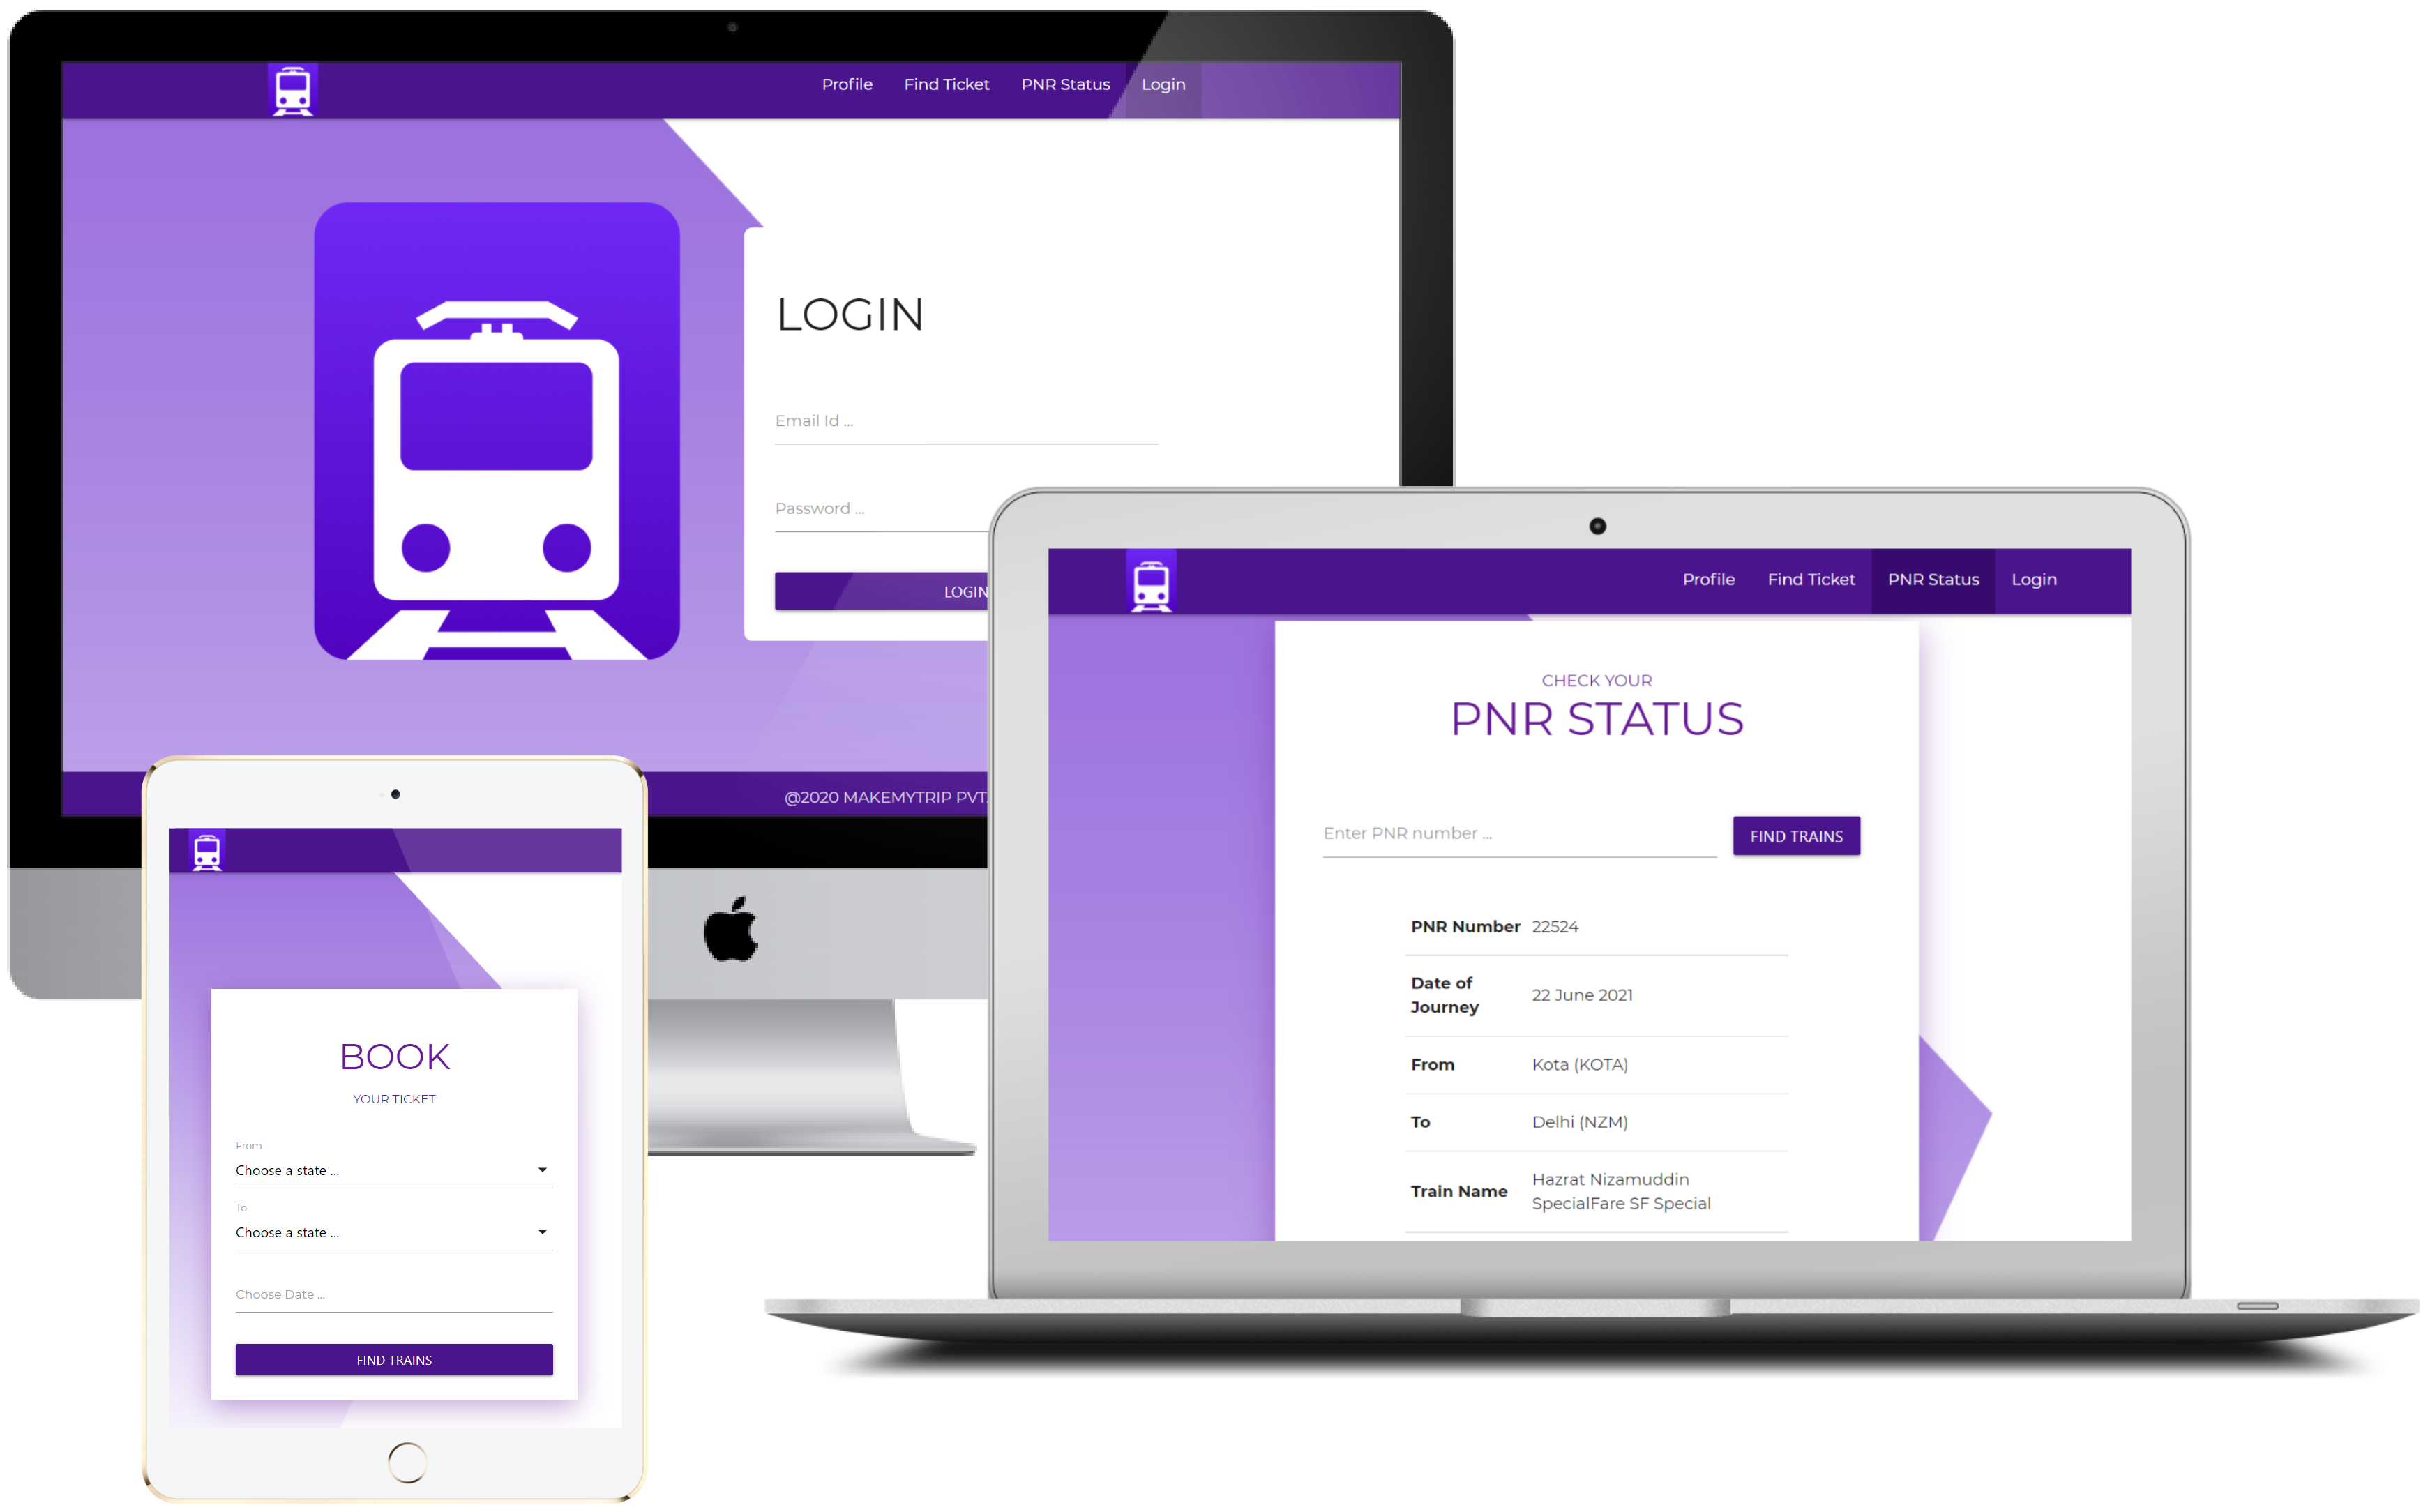 Profile Find Ticket PNR Status Login
LOGIN
Email Id ...
Password ...
LOGIN
@2020 MAKEMYTRIP PVT.
Profile Find Ticket PNR Status Login
CHECK YOUR
PNR STATUS
Enter PNR number ... FIND TRAINS
PNR Number 22524
Date of
Journey 22 June 2021
From Kota (KOTA)
To Delhi (NZM)
Train Name Hazrat Nizamuddin
SpecialFare SF Special
BOOK
YOUR TICKET
From
Choose a state ...
To
Choose a state ...
Choose Date ...
FIND TRAINS